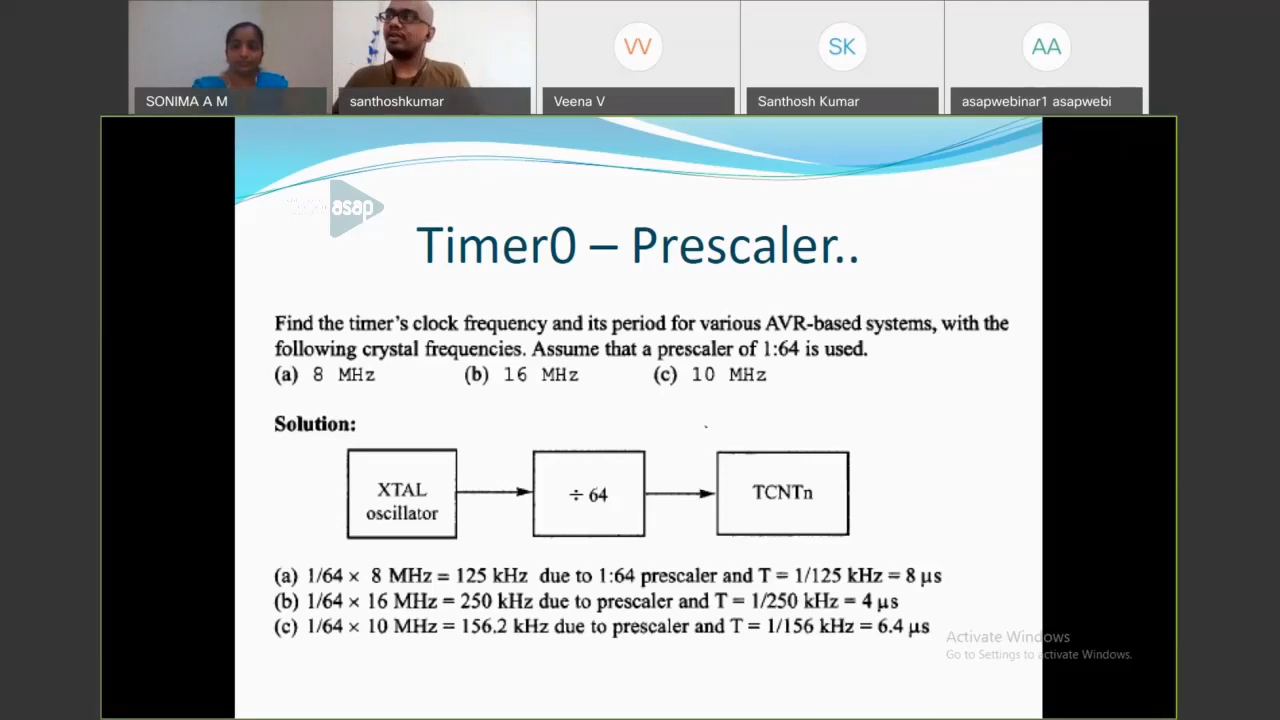 VV
SK
AA
SONIMA A M
santhoshkumar
Veena V
Santhosh Kumar
asapwebinar1 asapwebi
asap
Timer0 – Prescaler..
Find the timer's clock frequency and its period for various AVR-based systems, with the
following crystal frequencies. Assume that a prescaler of 1:64 is used.
(a) 8 MHz (b) 16 MHz (c) 10 MHz
Solution:
XTAL
oscillator
÷ 64
TCNTn
(a) 1/64 × 8 MHz = 125 kHz due to 1:64 prescaler and T = 1/125 kHz = 8 μs
(b) 1/64 × 16 MHz = 250 kHz due to prescaler and T = 1/250 kHz = 4 μs
(c) 1/64 × 10 MHz = 156.2 kHz due to prescaler and T = 1/156 kHz = 6.4 μs
Activate Windows
Go to Settings to activate Windows.